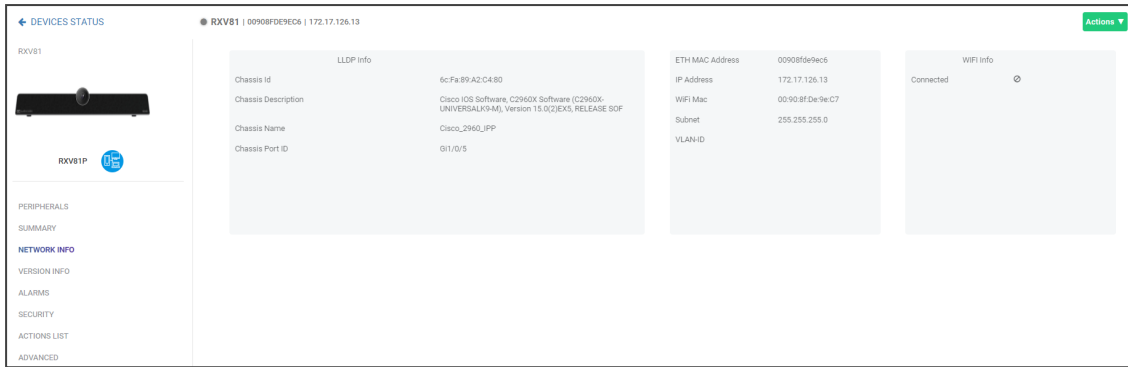 DEVICES STATUS
RXV81 | 00908FDE9EC6 | 172.17.126.13
Actions ▼
RXV81
RXV81P
PERIPHERALS
SUMMARY
NETWORK INFO
VERSION INFO
ALARMS
SECURITY
ACTIONS LIST
ADVANCED
LLDP Info
Chassis Id 6c:Fa:89:A2:C4:80
Chassis Description Cisco IOS Software, C2960X Software (C2960X-
UNIVERSALK9-M), Version 15.0(2)EX5, RELEASE SOF
Chassis Name Cisco_2960_IPP
Chassis Port ID GI1/0/5
ETH MAC Address 00908fde9ec6
IP Address 172.17.126.13
WiFi Mac 00:90:8f:De:9e:C7
Subnet 255.255.255.0
VLAN-ID
WIFI Info
Connected